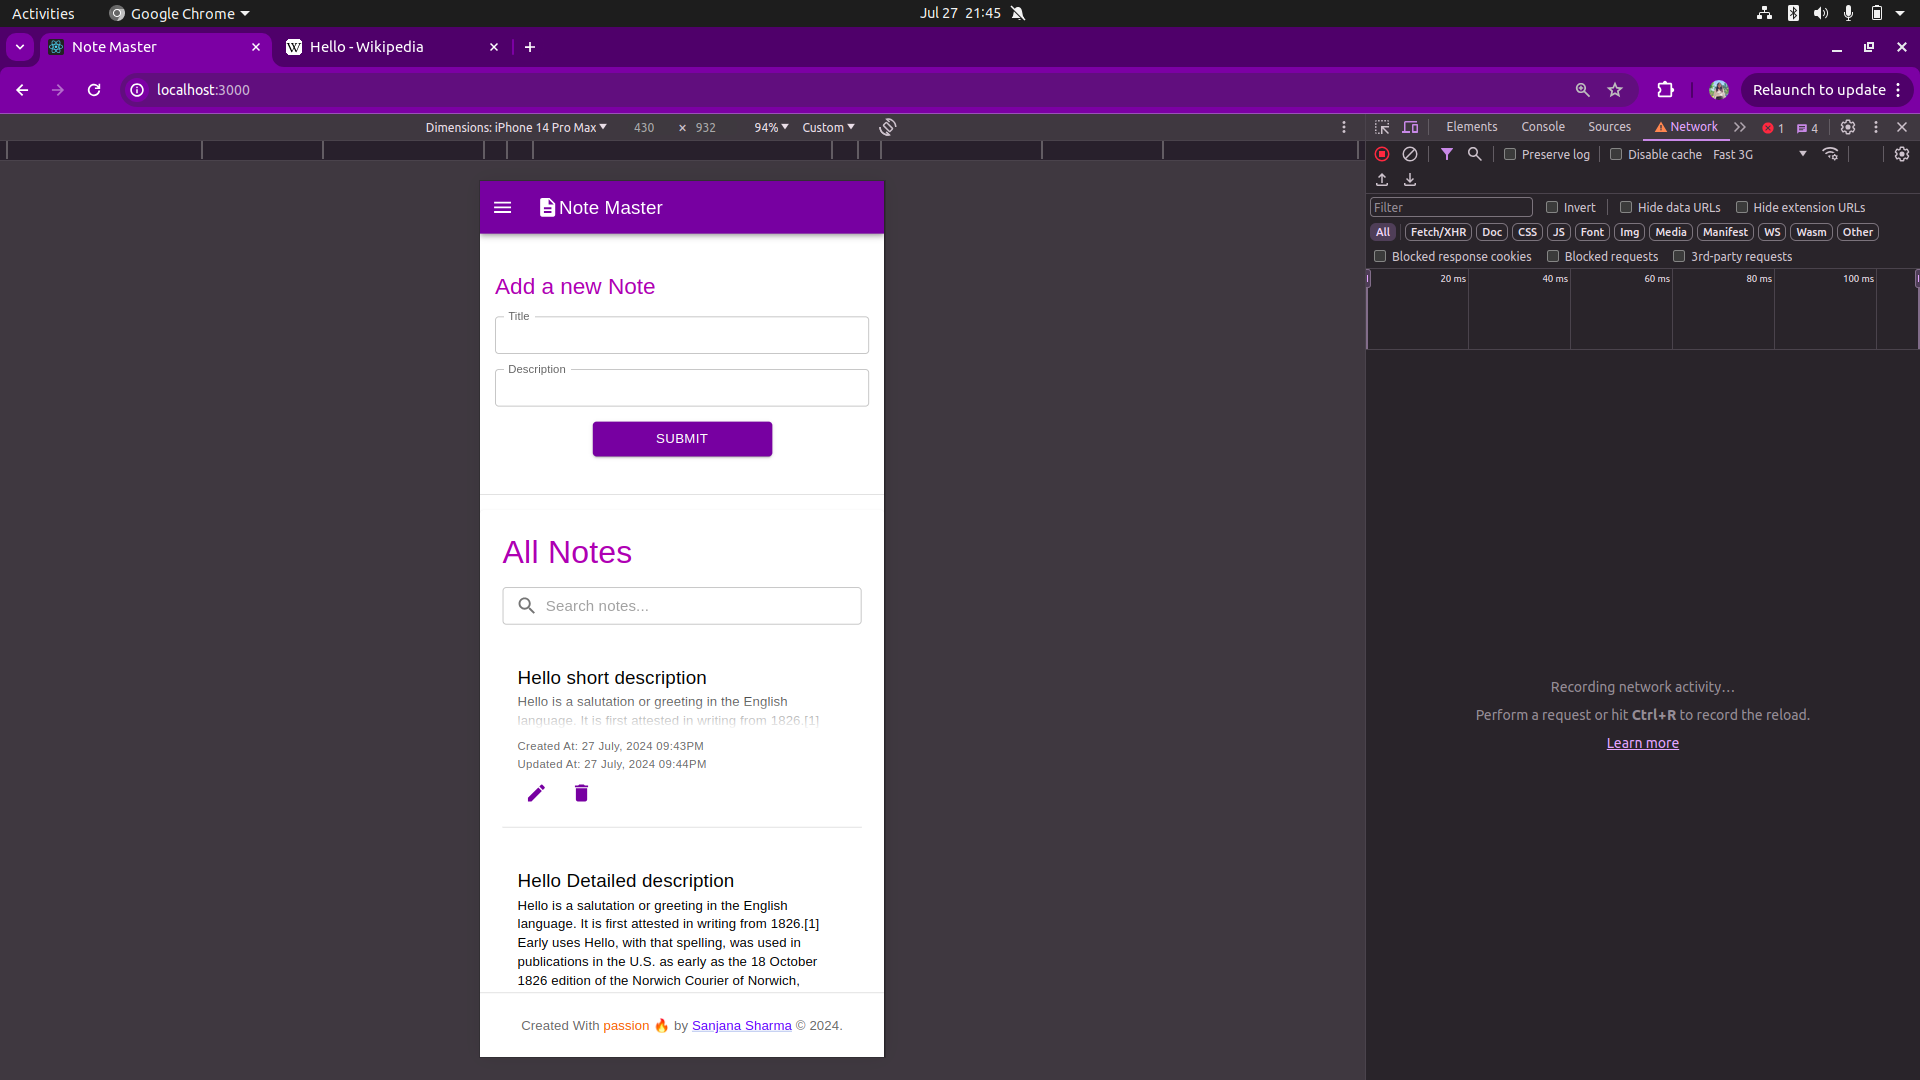 Activities
Google Chrome
Jul 27 21:45
Note Master
Hello - Wikipedia
localhost:3000
Relaunch to update
Dimensions: iPhone 14 Pro Max
430 × 932
94%
Custom
Elements
Console
Sources
Network
1
4
Preserve log
Disable cache
Fast 3G
Filter
Invert
Hide data URLs
Hide extension URLs
All
Fetch/XHR
Doc
CSS
JS
Font
Img
Media
Manifest
WS
Wasm
Other
Blocked response cookies
Blocked requests
3rd-party requests
20 ms
40 ms
60 ms
80 ms
100 ms
Recording network activity…
Perform a request or hit Ctrl+R to record the reload.
Learn more
Note Master
Add a new Note
Title
Description
SUBMIT
All Notes
Search notes...
Hello short description
Hello is a salutation or greeting in the English
language. It is first attested in writing from 1826.[1]
Created At: 27 July, 2024 09:43PM
Updated At: 27 July, 2024 09:44PM
Hello Detailed description
Hello is a salutation or greeting in the English
language. It is first attested in writing from 1826.[1]
Early uses Hello, with that spelling, was used in
publications in the U.S. as early as the 18 October
1826 edition of the Norwich Courier of Norwich,
Created With passion 🔥 by Sanjana Sharma © 2024.